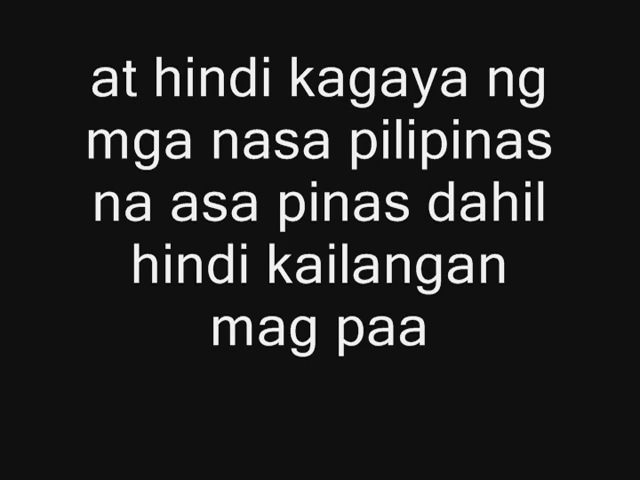 at hindi kagaya ng
mga nasa pilipinas
na asa pinas dahil
hindi kailangan
mag paa